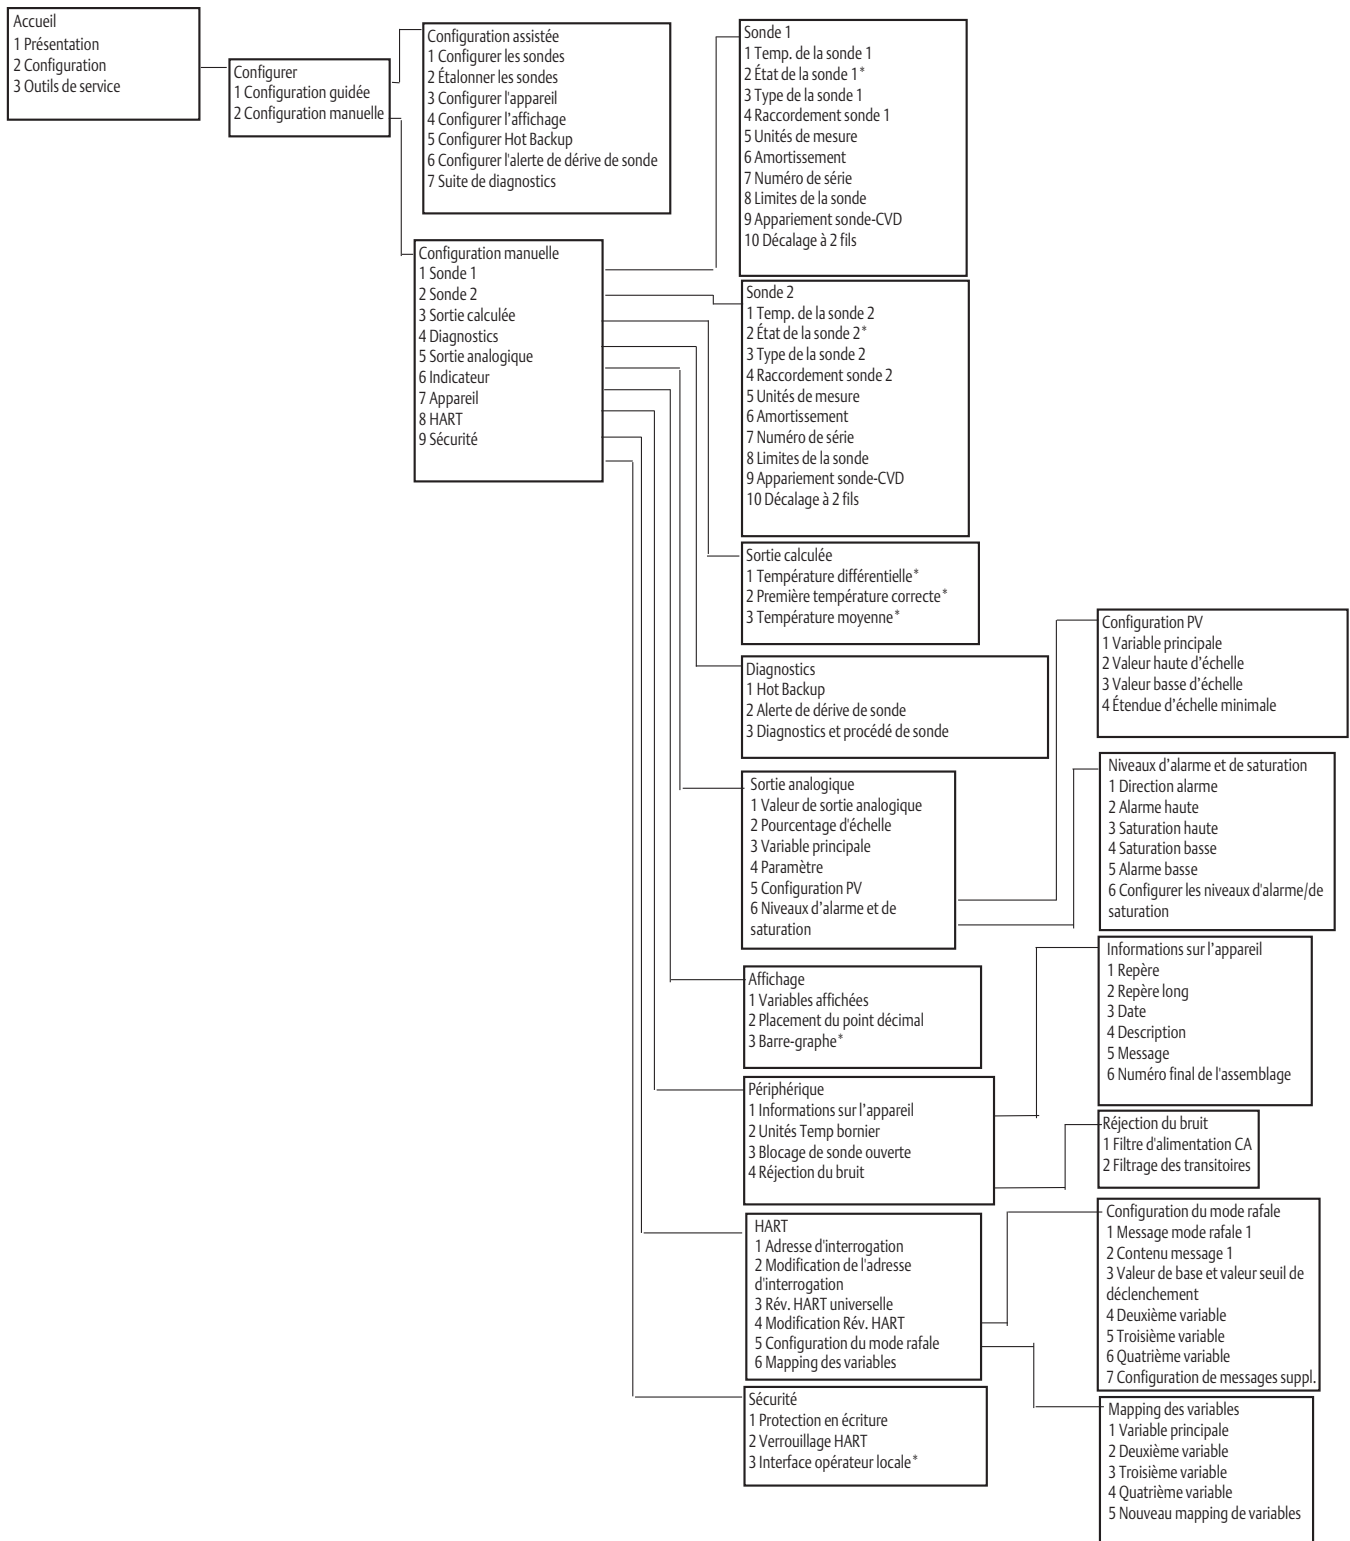 Accueil
1 Présentation
2 Configuration
3 Outils de service
Configurer
1 Configuration guidée
2 Configuration manuelle
Configuration assistée
1 Configurer les sondes
2 Étalonner les sondes
3 Configurer l'appareil
4 Configurer l’affichage
5 Configurer Hot Backup
6 Configurer l'alerte de dérive de sonde
7 Suite de diagnostics
Configuration manuelle
1 Sonde 1
2 Sonde 2
3 Sortie calculée
4 Diagnostics
5 Sortie analogique
6 Indicateur
7 Appareil
8 HART
9 Sécurité
Sonde 1
1 Temp. de la sonde 1
2 État de la sonde 1*
3 Type de la sonde 1
4 Raccordement sonde 1
5 Unités de mesure
6 Amortissement
7 Numéro de série
8 Limites de la sonde
9 Appariement sonde-CVD
10 Décalage à 2 fils
Sonde 2
1 Temp. de la sonde 2
2 État de la sonde 2*
3 Type de la sonde 2
4 Raccordement sonde 2
5 Unités de mesure
6 Amortissement
7 Numéro de série
8 Limites de la sonde
9 Appariement sonde-CVD
10 Décalage à 2 fils
Sortie calculée
1 Température différentielle*
2 Première température correcte*
3 Température moyenne*
Diagnostics
1 Hot Backup
2 Alerte de dérive de sonde
3 Diagnostics et procédé de sonde
Sortie analogique
1 Valeur de sortie analogique
2 Pourcentage d'échelle
3 Variable principale
4 Paramètre
5 Configuration PV
6 Niveaux d’alarme et de
saturation
Affichage
1 Variables affichées
2 Placement du point décimal
3 Barre-graphe*
Périphérique
1 Informations sur l’appareil
2 Unités Temp bornier
3 Blocage de sonde ouverte
4 Réjection du bruit
HART
1 Adresse d'interrogation
2 Modification de l'adresse
d'interrogation
3 Rév. HART universelle
4 Modification Rév. HART
5 Configuration du mode rafale
6 Mapping des variables
Sécurité
1 Protection en écriture
2 Verrouillage HART
3 Interface opérateur locale*
Configuration PV
1 Variable principale
2 Valeur haute d’échelle
3 Valeur basse d’échelle
4 Étendue d’échelle minimale
Niveaux d’alarme et de saturation
1 Direction alarme
2 Alarme haute
3 Saturation haute
4 Saturation basse
5 Alarme basse
6 Configurer les niveaux d'alarme/de
saturation
Informations sur l’appareil
1 Repère
2 Repère long
3 Date
4 Description
5 Message
6 Numéro final de l'assemblage
Réjection du bruit
1 Filtre d'alimentation CA
2 Filtrage des transitoires
Configuration du mode rafale
1 Message mode rafale 1
2 Contenu message 1
3 Valeur de base et valeur seuil de
déclenchement
4 Deuxième variable
5 Troisième variable
6 Quatrième variable
7 Configuration de messages suppl.
Mapping des variables
1 Variable principale
2 Deuxième variable
3 Troisième variable
4 Quatrième variable
5 Nouveau mapping de variables